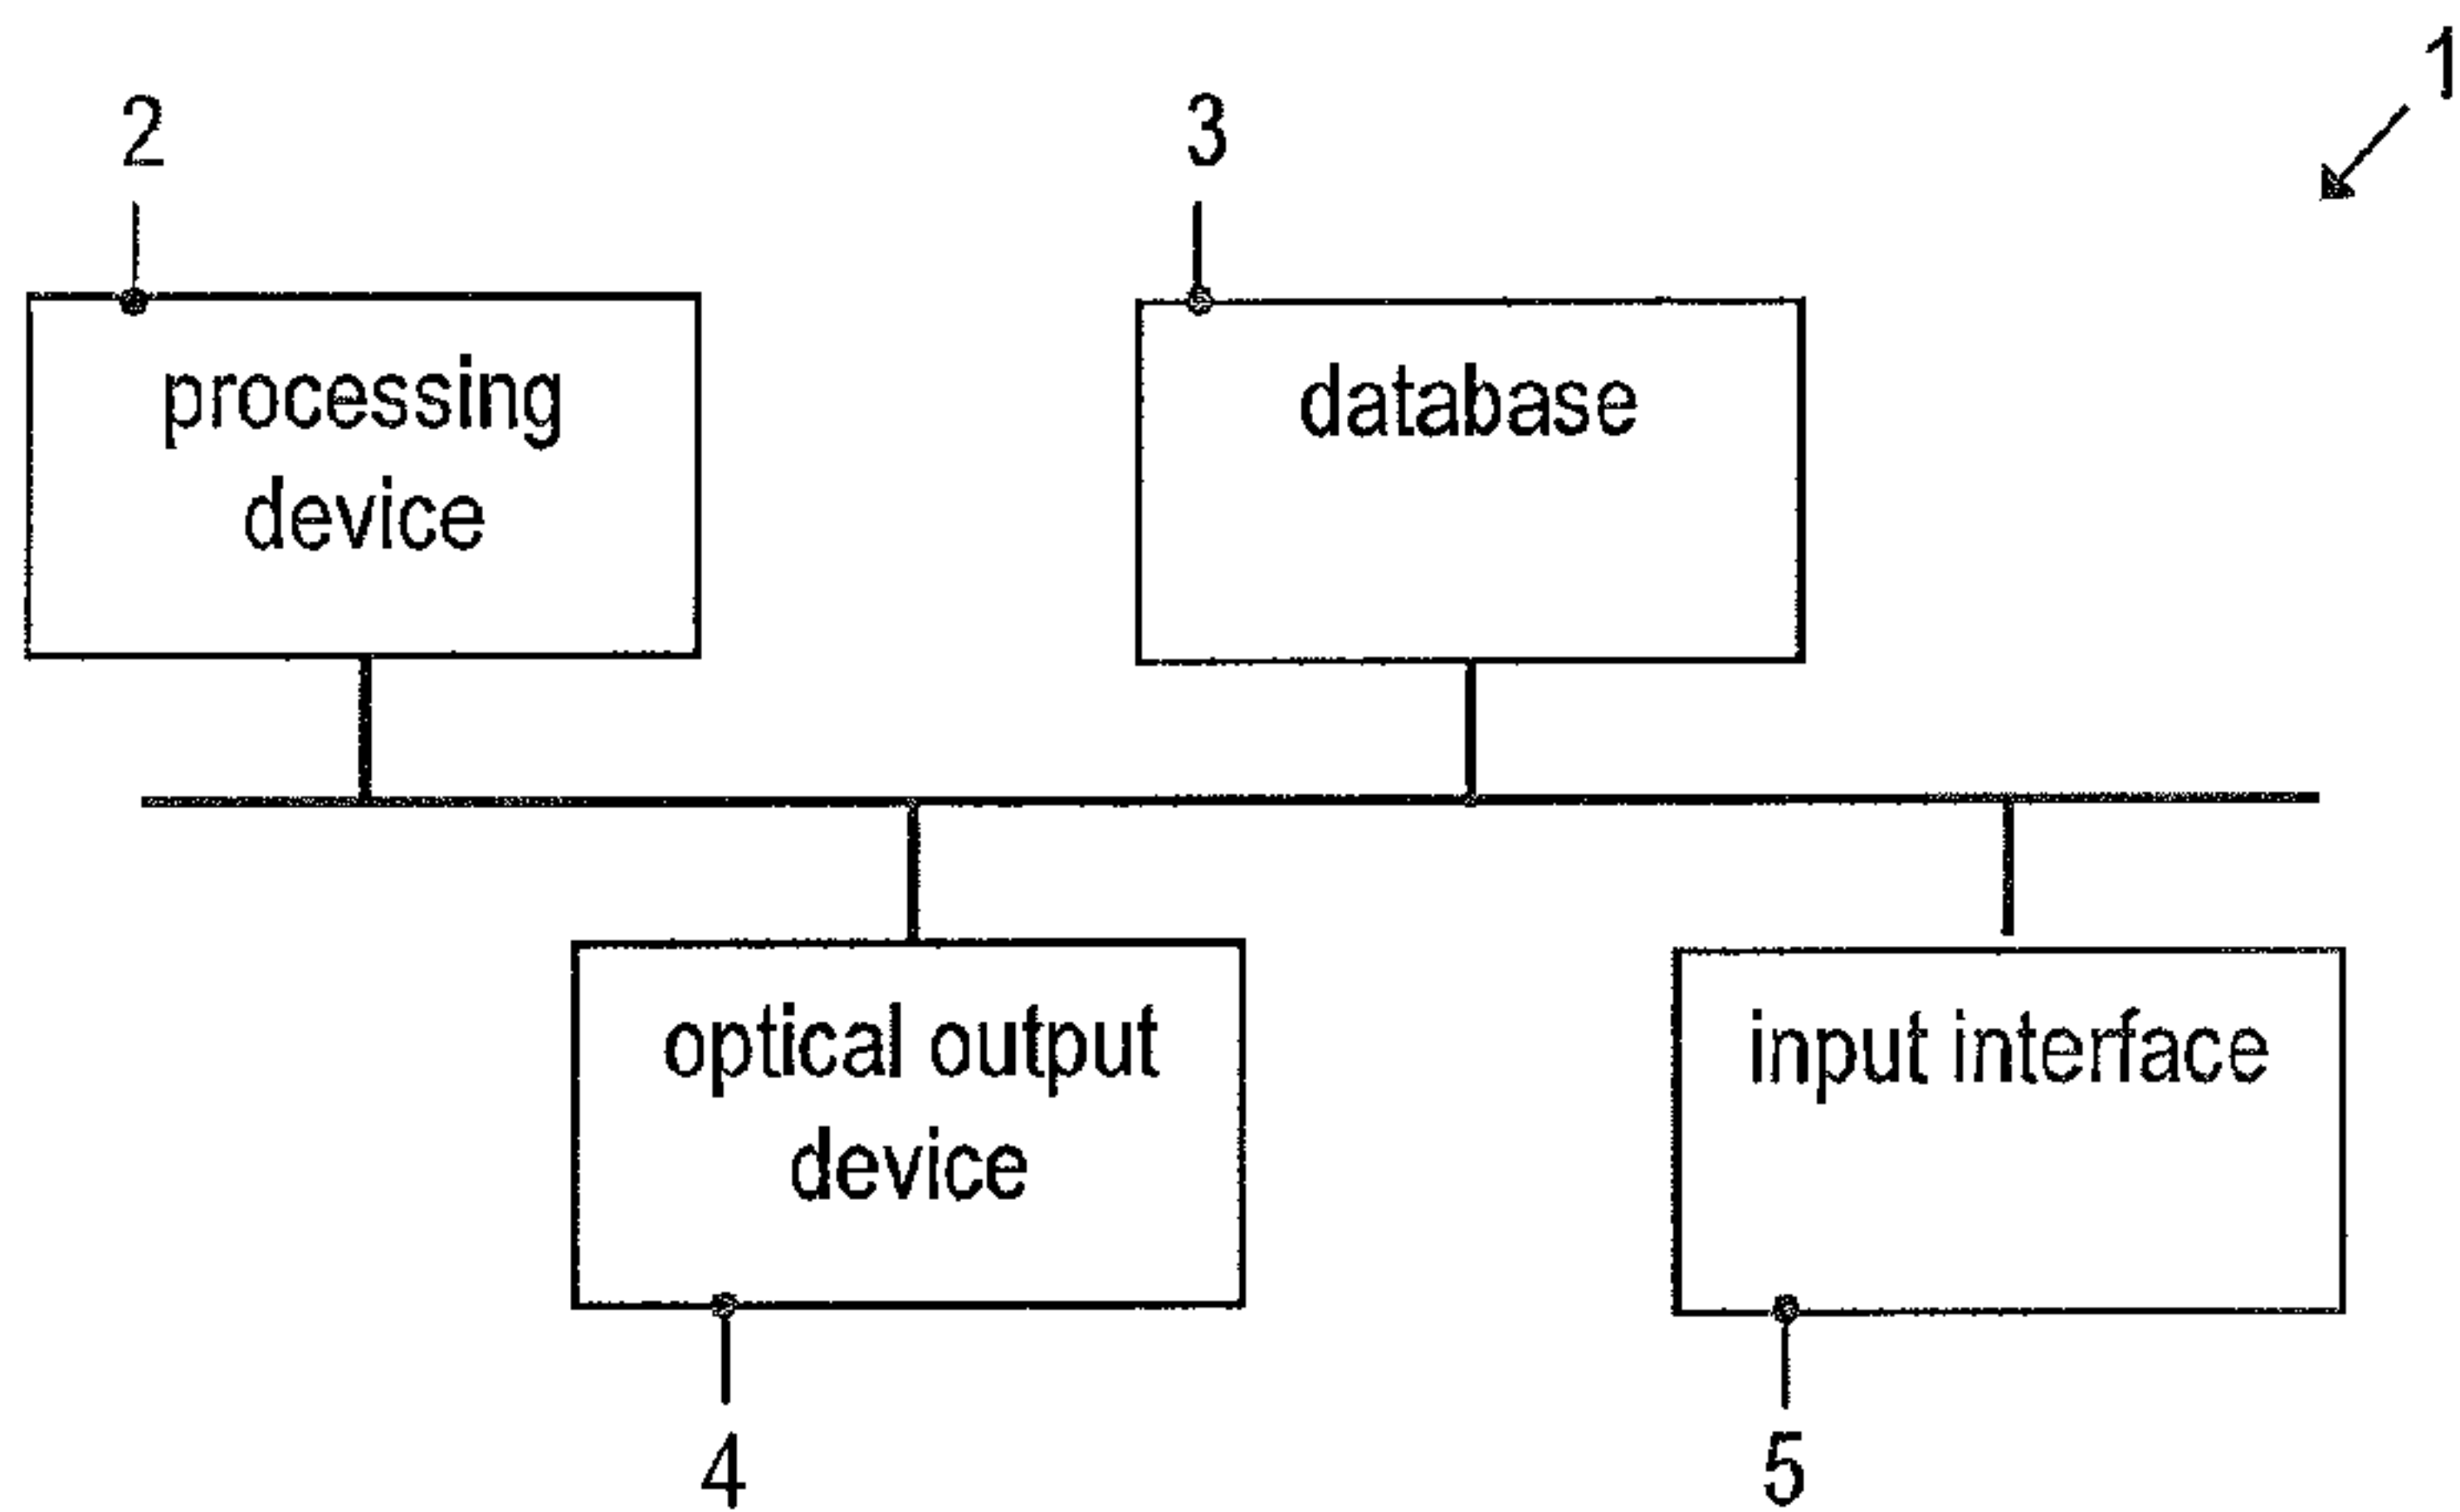 1
2
3
processing
device
database
optical output
device
input interface
4
5